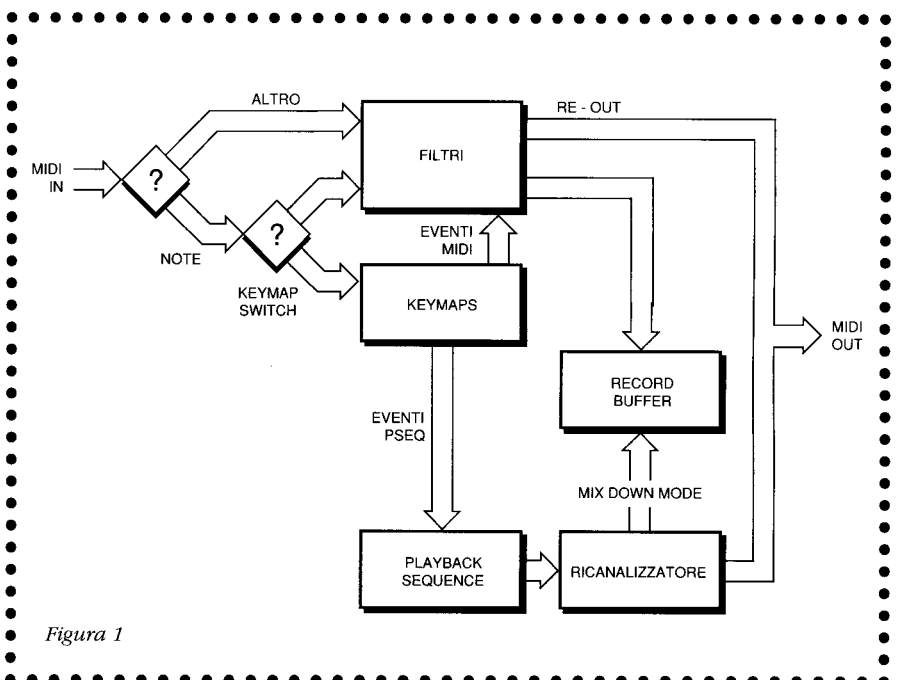 ALTRO
RE - OUT
MIDI
IN
?
FILTRI
?
NOTE
EVENTI
MIDI
KEYMAP
SWITCH
KEYMAPS
MIDI
OUT
RECORD
BUFFER
EVENTI
PSEQ
MIX DOWN MODE
PLAYBACK
SEQUENCE
RICANALIZZATORE
Figura 1